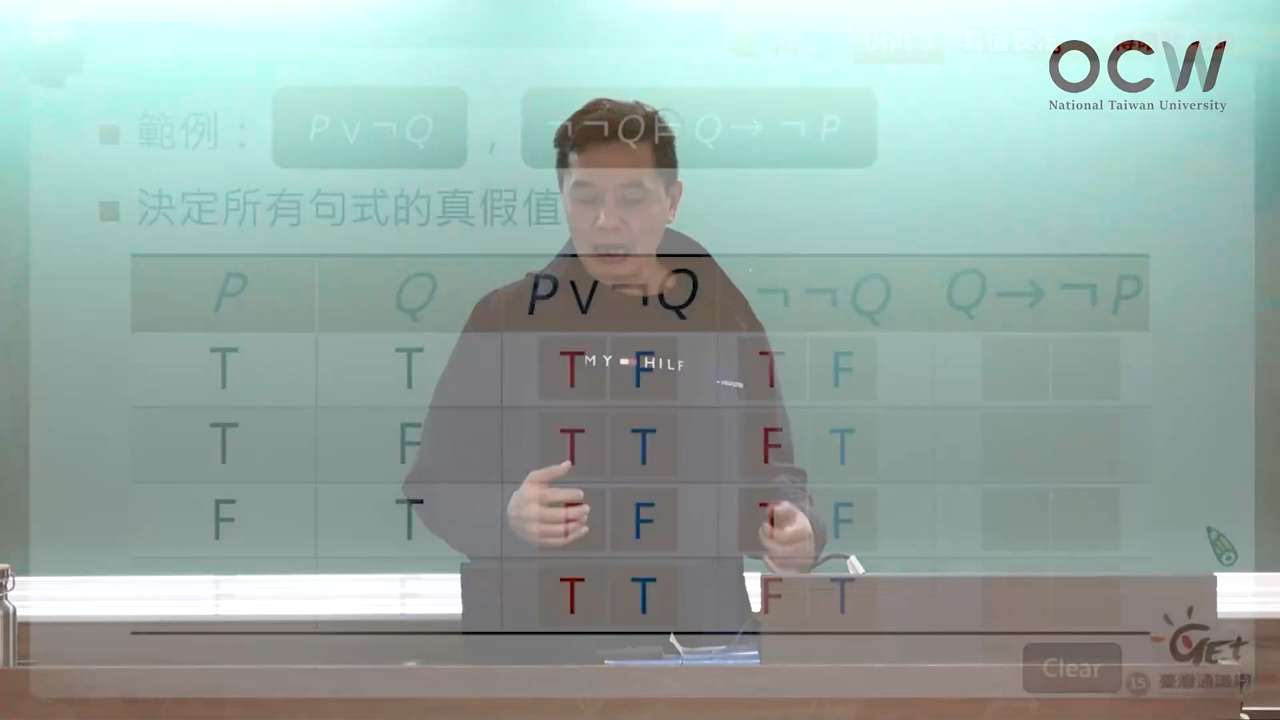 OCW
National Taiwan University
■ 範例： P∨¬Q , ¬¬Q⊨Q→¬P
■ 決定所有句式的真假值
P Q P∨¬Q ¬¬Q Q→¬P
T T T F T F
T F T T F T
F T F F T F
T T F T
Clear
GET
15 臺灣通識網
MY HILF